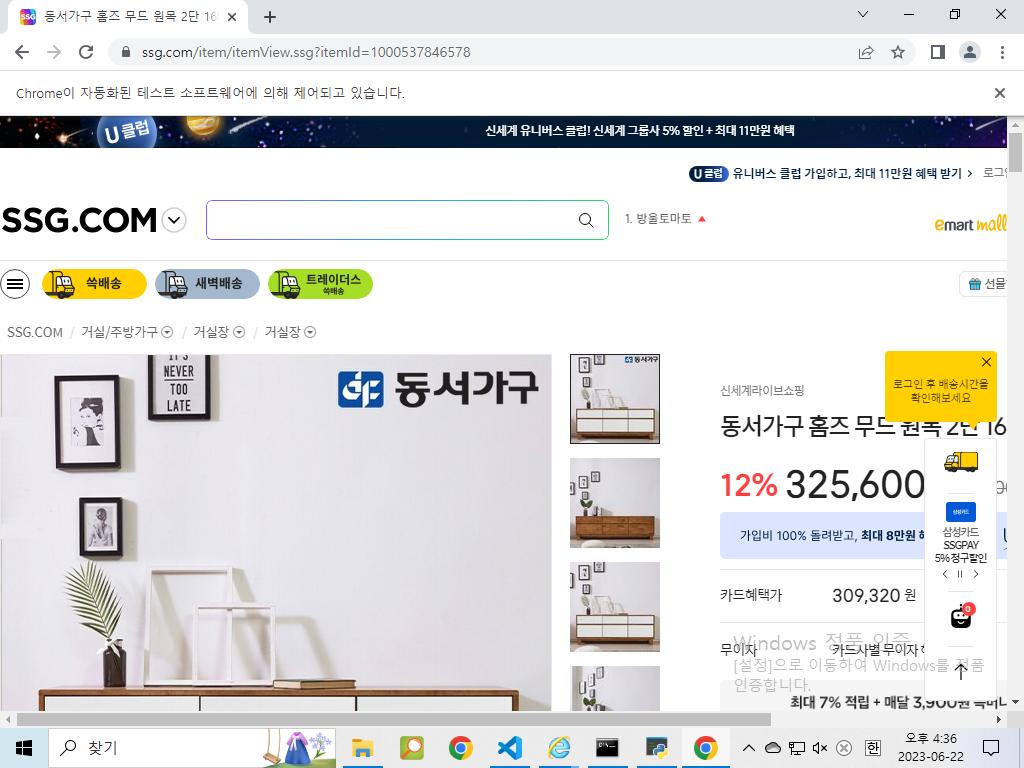 동서가구 홈즈 무드 원목 2단 16
ssg.com/item/itemView.ssg?itemId=1000537846578
Chrome이 자동화된 테스트 소프트웨어에 의해 제어되고 있습니다.
U 클럽
신세계 유니버스 클럽! 신세계 그룹사 5% 할인 + 최대 11만원 혜택
U 클럽 유니버스 클럽 가입하고, 최대 11만원 혜택 받기 >
로그인
SSG.COM
1. 방울토마토
emart mall
쓱배송
새벽배송
트레이더스
쓱배송
선물
SSG.COM / 거실/주방가구 / 거실장 / 거실장
IT'S
NEVER
TOO
LATE
동서가구
동서가구
로그인 후 배송시간을
확인해보세요
신세계라이브쇼핑
동서가구 홈즈 무드 원목 2단 16
12% 325,600
가입비 100% 돌려받고, 최대 8만원 혜
삼성카드
삼성카드
SSGPAY
5% 청구할인
카드혜택가
309,320 원
0
무이자
카드사별 무이자 혜
Windows 정품 인증
[설정]으로 이동하여 Windows를 정품
인증합니다.
최대 7% 적립 + 매달 3,900원 쓱머니
찾기
한
오후 4:36
2023-06-22